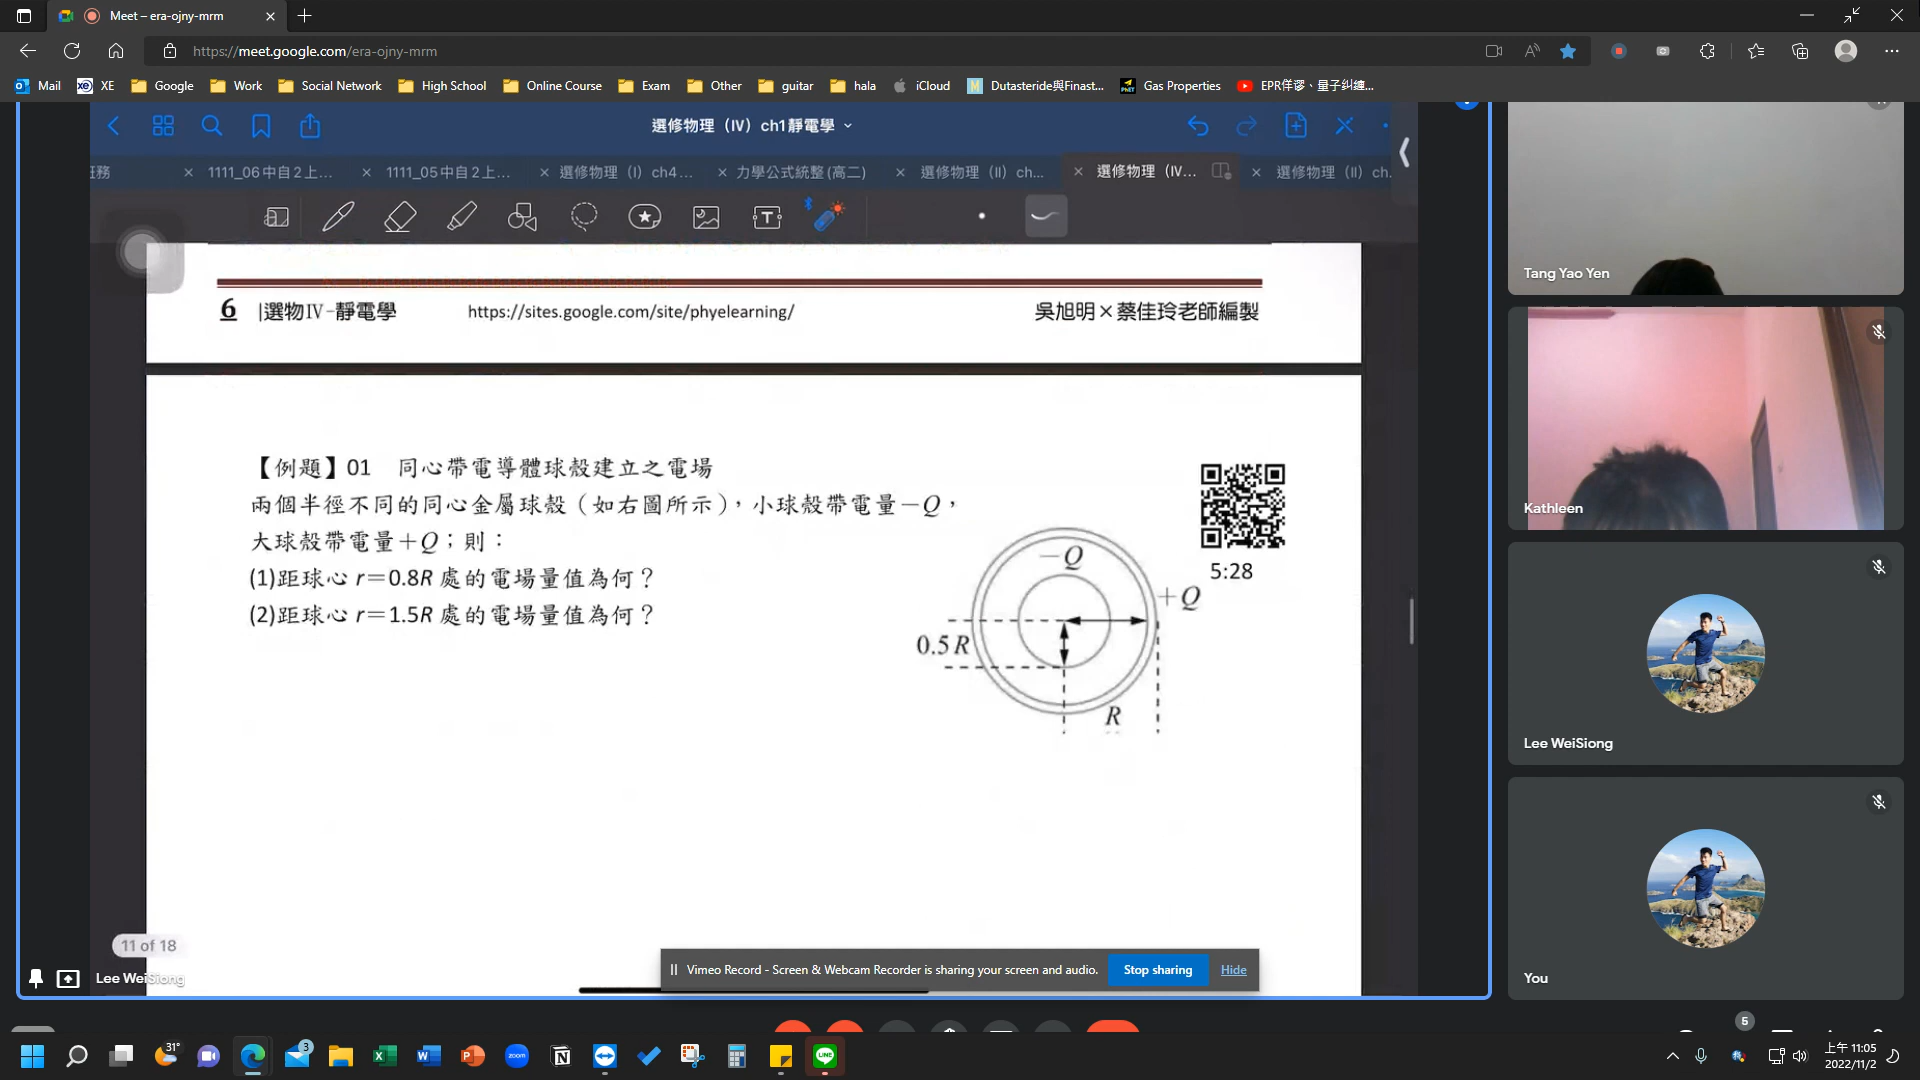 Meet – era-ojny-mrm
https://meet.google.com/era-ojny-mrm
Mail XE Google Work Social Network High School Online Course Exam Other guitar hala iCloud Dutasteride與Finast... Gas Properties EPR佯谬、量子糾纏...
選修物理（IV）ch1靜電學
1111_06中自2上... 1111_05中自2上... 選修物理（I）ch4... 力學公式統整(高二) 選修物理（II）ch... 選修物理（IV... 選修物理（II）ch.
6 |選物Ⅳ-靜電學 https://sites.google.com/site/phyelearning/ 吳旭明×蔡佳玲老師編製
【例題】01 同心帶電導體球殼建立之電場
兩個半徑不同的同心金屬球殼（如右圖所示），小球殼帶電量－Q，
大球殼帶電量＋Q；則：
(1)距球心 r＝0.8R 處的電場量值為何？
(2)距球心 r＝1.5R 處的電場量值為何？
5:28
－Q
＋Q
0.5 R
R
11 of 18
Lee WeiSiong
Vimeo Record - Screen & Webcam Recorder is sharing your screen and audio. Stop sharing Hide
Tang Yao Yen
Kathleen
Lee WeiSiong
You
5
31°
3
zoom
LINE
上午 11:05
2022/11/2